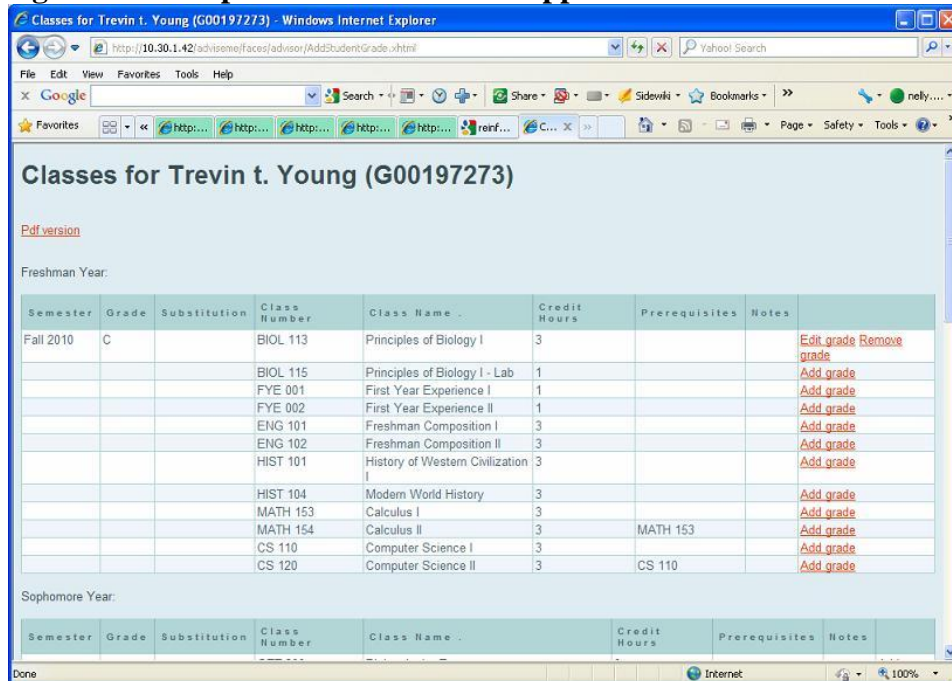 Classes for Trevin t. Young (G00197273) - Windows Internet Explorer
http://10.30.1.42/adviseme/faces/advisor/AddStudentGrade.xhtml
Yahoo! Search
File Edit View Favorites Tools Help
x Google Search Share Sidewiki Bookmarks nelly....
Favorites http:... http:... http:... http:... http:... reinf... C... X Page Safety Tools
Classes for Trevin t. Young (G00197273)
Pdf version
Freshman Year:
Semester Grade Substitution Class Number Class Name . Credit Hours Prerequisites Notes
Fall 2010 C BIOL 113 Principles of Biology I 3 Edit grade Remove grade
BIOL 115 Principles of Biology I - Lab 1 Add grade
FYE 001 First Year Experience I 1 Add grade
FYE 002 First Year Experience II 1 Add grade
ENG 101 Freshman Composition I 3 Add grade
ENG 102 Freshman Composition II 3 Add grade
HIST 101 History of Western Civilization I 3 Add grade
HIST 104 Modern World History 3 Add grade
MATH 153 Calculus I 3 Add grade
MATH 154 Calculus II 3 MATH 153 Add grade
CS 110 Computer Science I 3 Add grade
CS 120 Computer Science II 3 CS 110 Add grade
Sophomore Year:
Semester Grade Substitution Class Number Class Name . Credit Hours Prerequisites Notes
Done Internet 100%